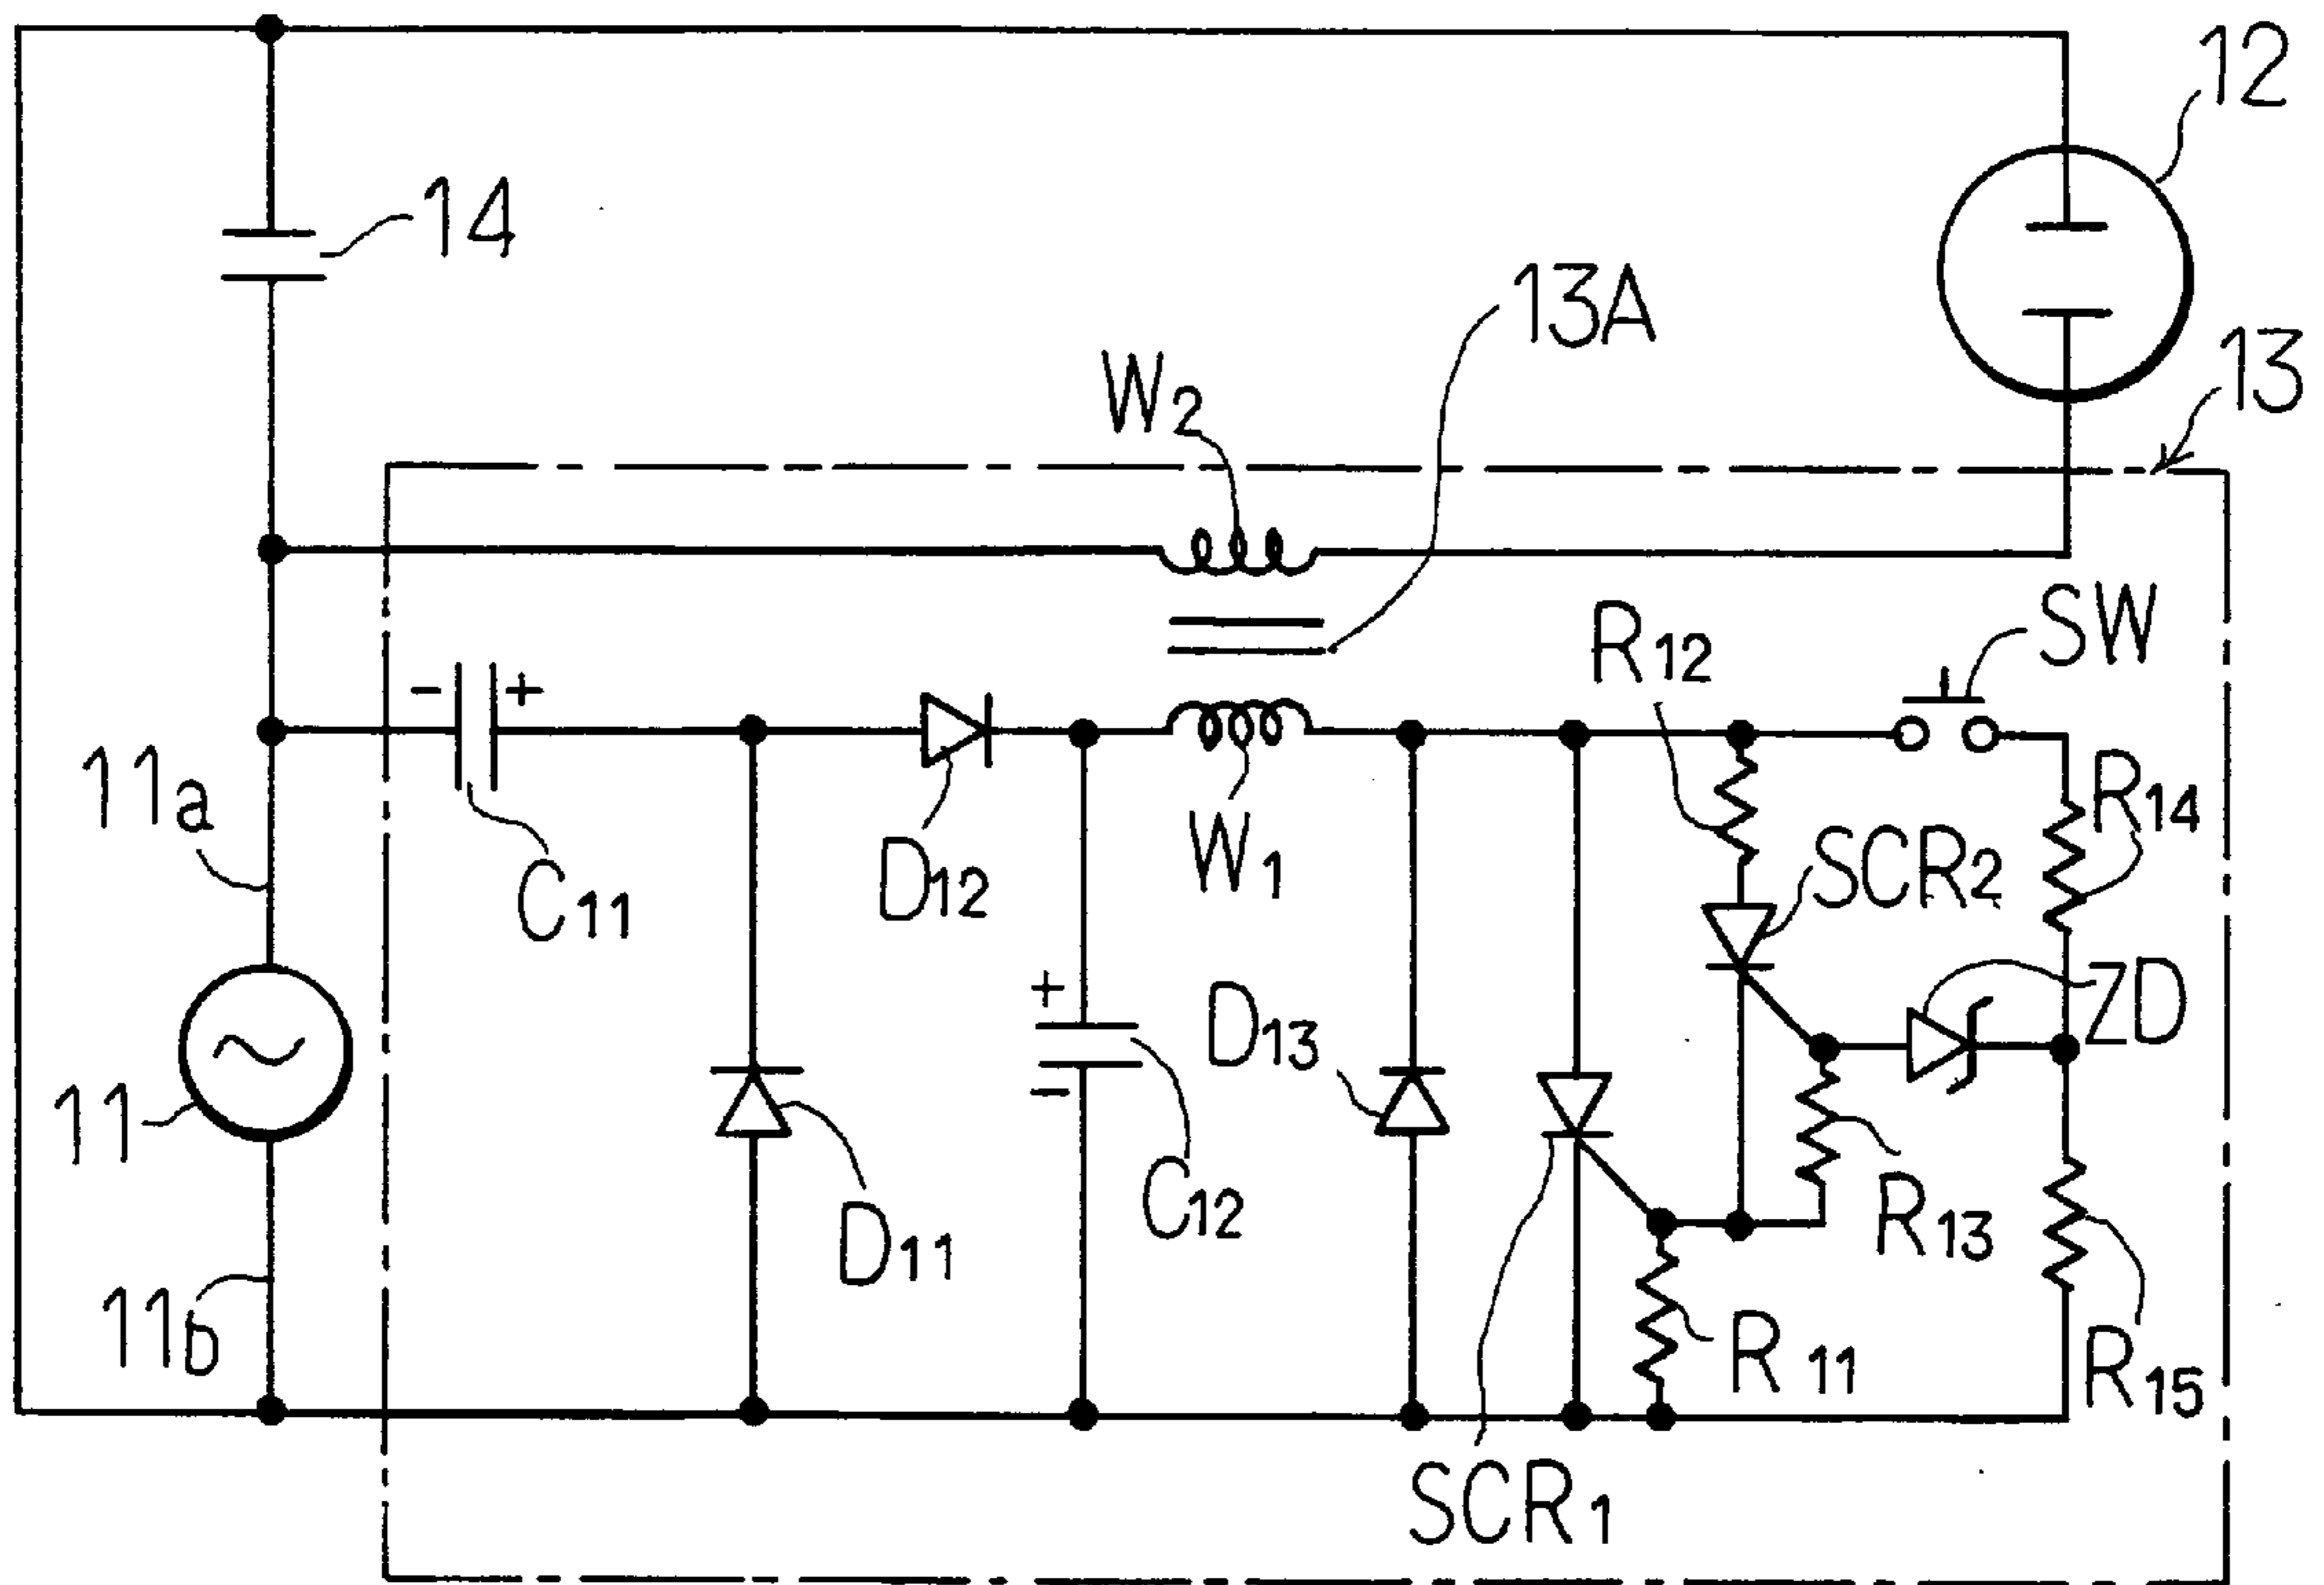 12
14
13A
13
W2
SW
R12
R14
11a
C11
D12
W1
SCR2
- +
+
-
ZD
D13
11
C12
D11
R13
11b
R11
R15
SCR1